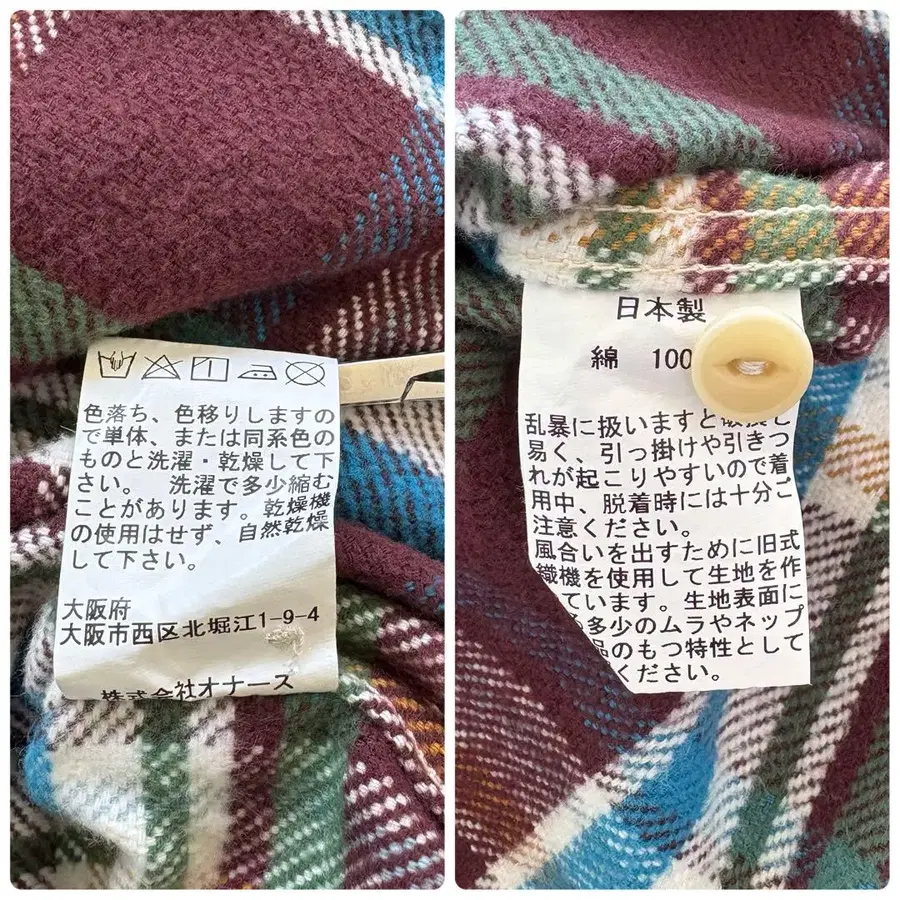 色落ち、色移りしますの
で単体、または同系色の
ものと洗濯・乾燥して下
さい。 洗濯で多少縮む
ことがあります。乾燥機
の使用はせず、自然乾燥
して下さい。
大阪府
大阪市西区北堀江1-9-4
株式会社オナーズ
日本製
綿 100
乱暴に扱いますと破損し
易く、引っ掛けや引きつ
れが起こりやすいので着
用中、脱着時には十分ご
注意ください。
風合いを出すために旧式
織機を使用して生地を作
ています。生地表面に
多少のムラやネップ
品のもつ特性として
ください。